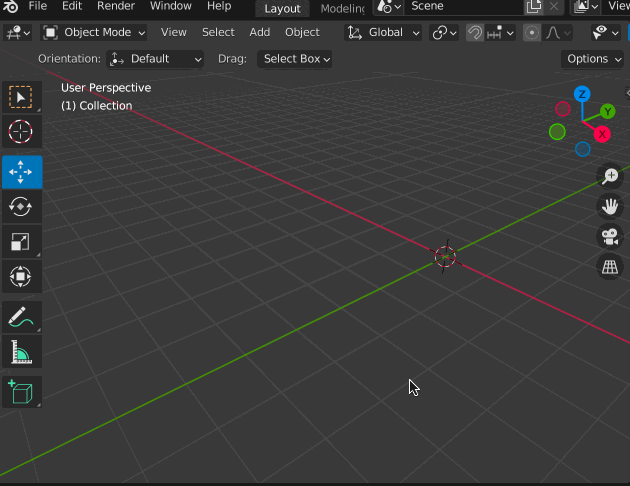 File Edit Render Window Help Layout Modeling Scene View
Object Mode View Select Add Object Global
Orientation: Default Drag: Select Box Options
User Perspective
(1) Collection
Z
Y
X